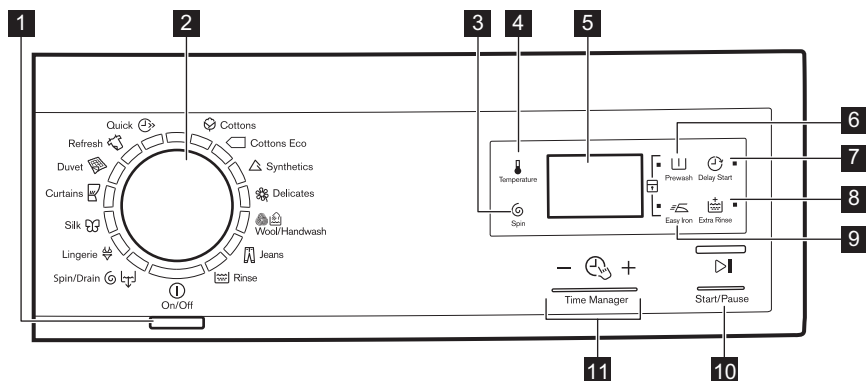 1
2
3
4
5
6
7
8
9
10
11
Quick
Cottons
Refresh
Cottons Eco
Duvet
Synthetics
Curtains
Delicates
Silk
Wool/Handwash
Lingerie
Jeans
Spin/Drain
Rinse
On/Off
Temperature
Spin
Prewash
Delay Start
Easy Iron
Extra Rinse
Time Manager
Start/Pause